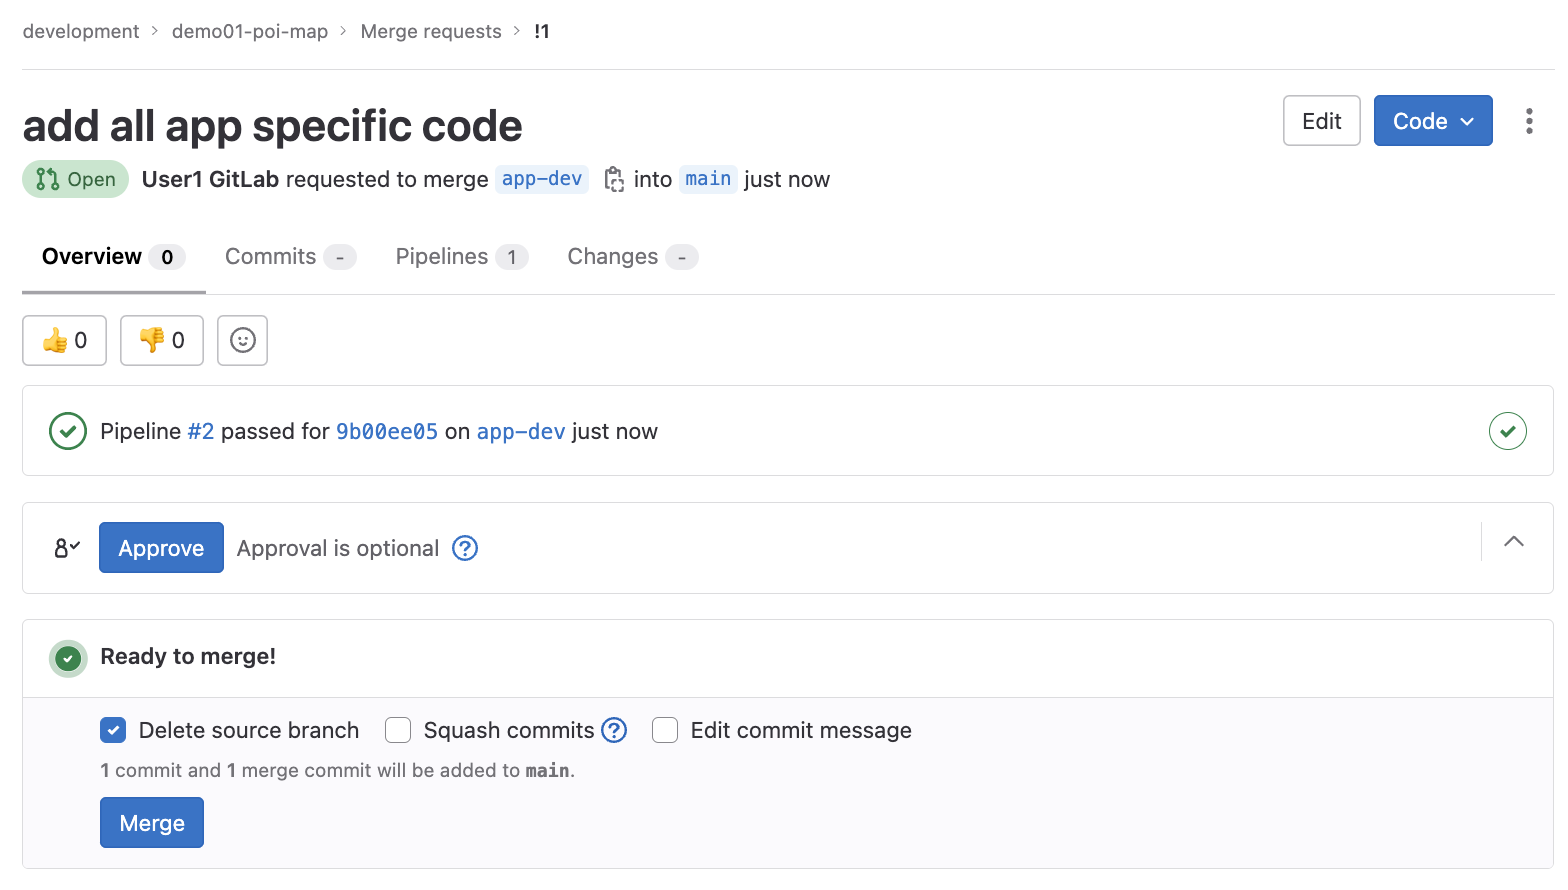 development > demo01-poi-map > Merge requests > !1
add all app specific code
Edit
Code
Open User1 GitLab requested to merge app-dev into main just now
Overview 0 Commits - Pipelines 1 Changes -
👍 0 👎 0
Pipeline #2 passed for 9b00ee05 on app-dev just now
Approve Approval is optional ?
Ready to merge!
Delete source branch Squash commits ? Edit commit message
1 commit and 1 merge commit will be added to main.
Merge